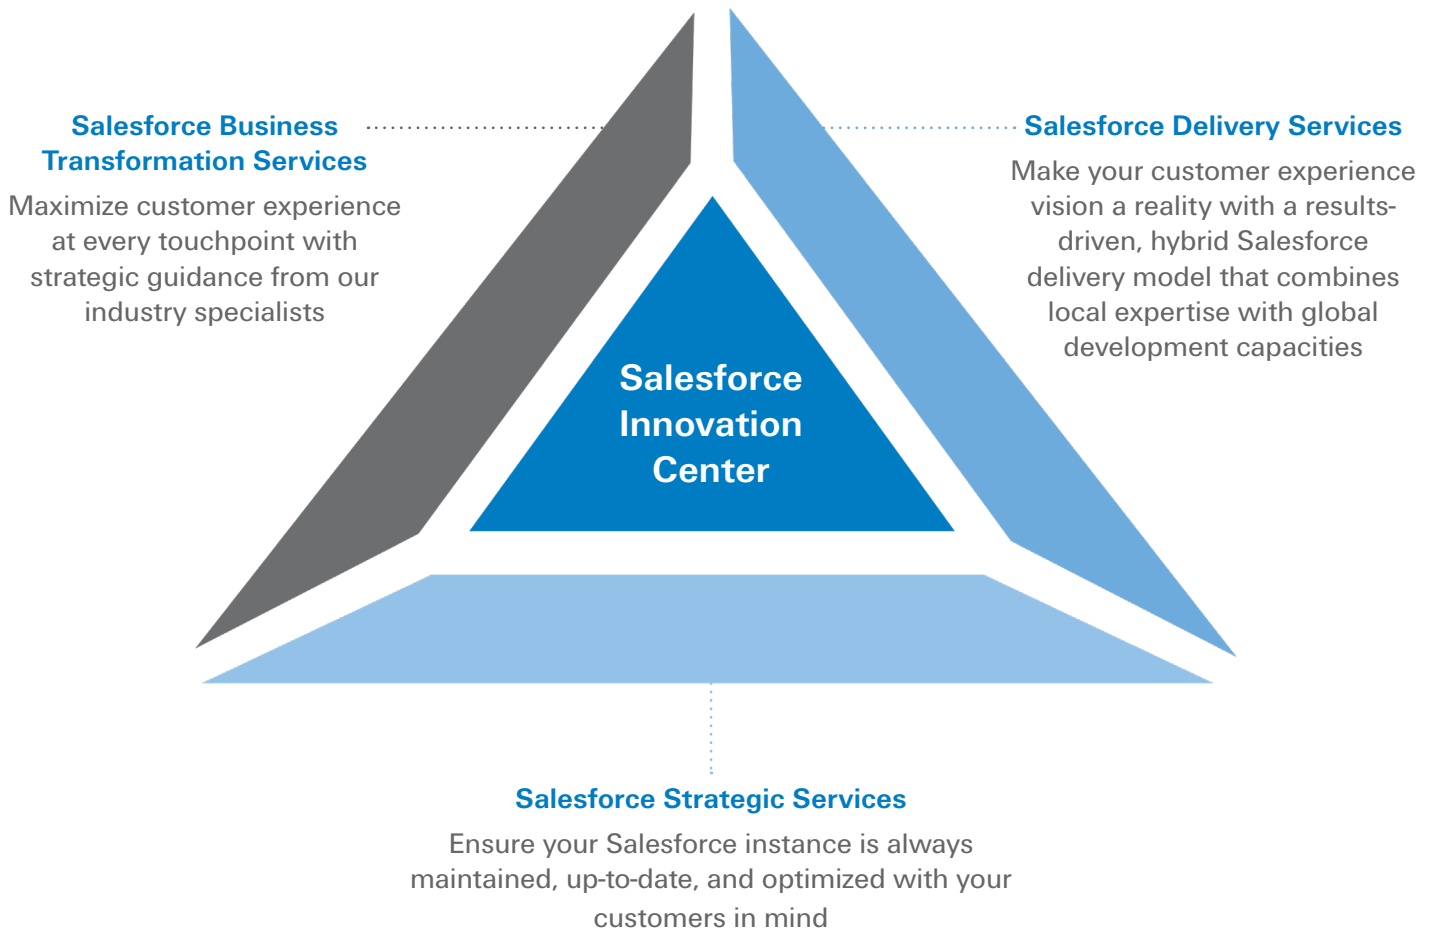 Salesforce Business
Transformation Services
Maximize customer experience
at every touchpoint with
strategic guidance from our
industry specialists
Salesforce Delivery Services
Make your customer experience
vision a reality with a results-
driven, hybrid Salesforce
delivery model that combines
local expertise with global
development capacities
Salesforce
Innovation
Center
Salesforce Strategic Services
Ensure your Salesforce instance is always
maintained, up-to-date, and optimized with your
customers in mind